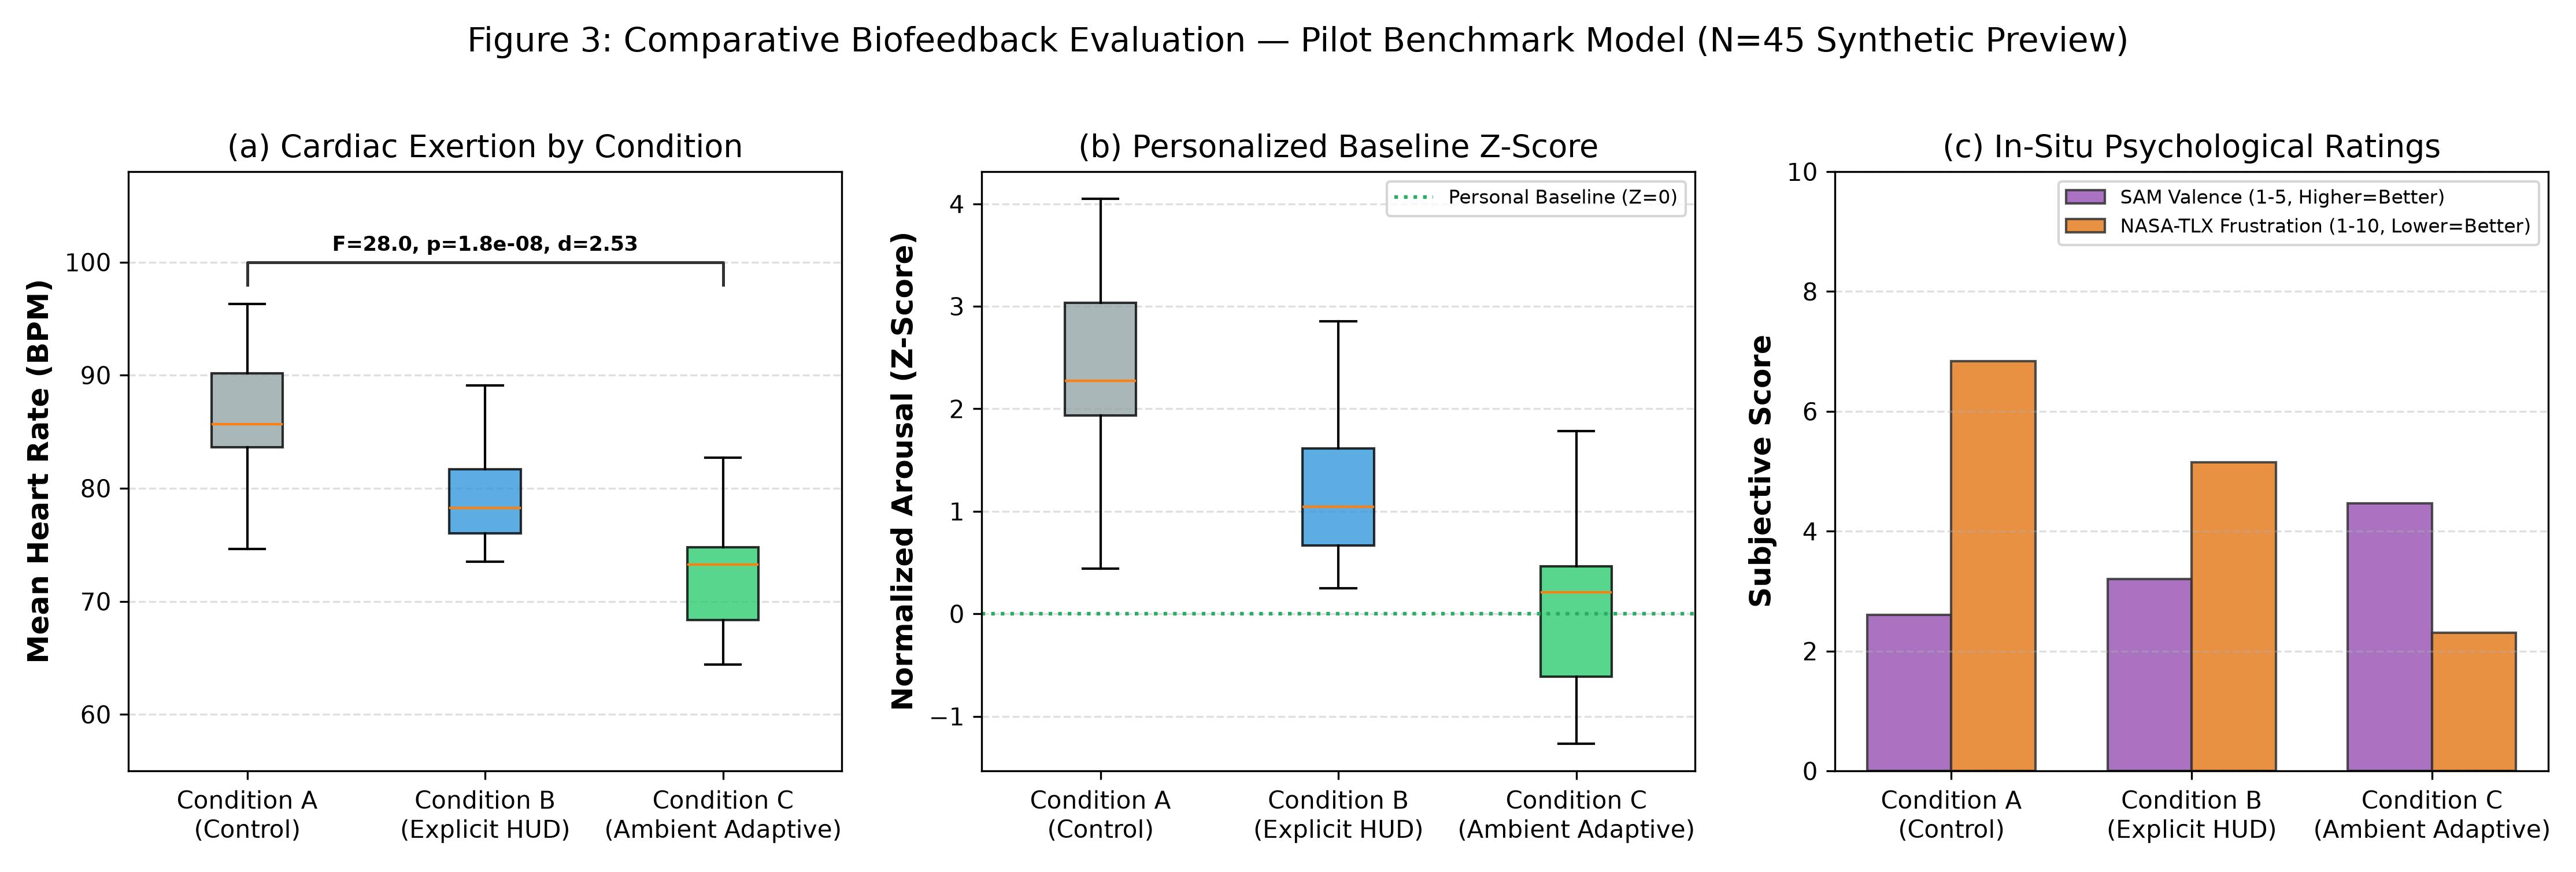 Figure 3: Comparative Biofeedback Evaluation — Pilot Benchmark Model (N=45 Synthetic Preview)
(a) Cardiac Exertion by Condition
F=28.0, p=1.8e-08, d=2.53
Mean Heart Rate (BPM)
100
90
80
70
60
Condition A
(Control)
Condition B
(Explicit HUD)
Condition C
(Ambient Adaptive)
(b) Personalized Baseline Z-Score
Personal Baseline (Z=0)
Normalized Arousal (Z-Score)
4
3
2
1
0
−1
Condition A
(Control)
Condition B
(Explicit HUD)
Condition C
(Ambient Adaptive)
(c) In-Situ Psychological Ratings
SAM Valence (1-5, Higher=Better)
NASA-TLX Frustration (1-10, Lower=Better)
Subjective Score
10
8
6
4
2
0
Condition A
(Control)
Condition B
(Explicit HUD)
Condition C
(Ambient Adaptive)